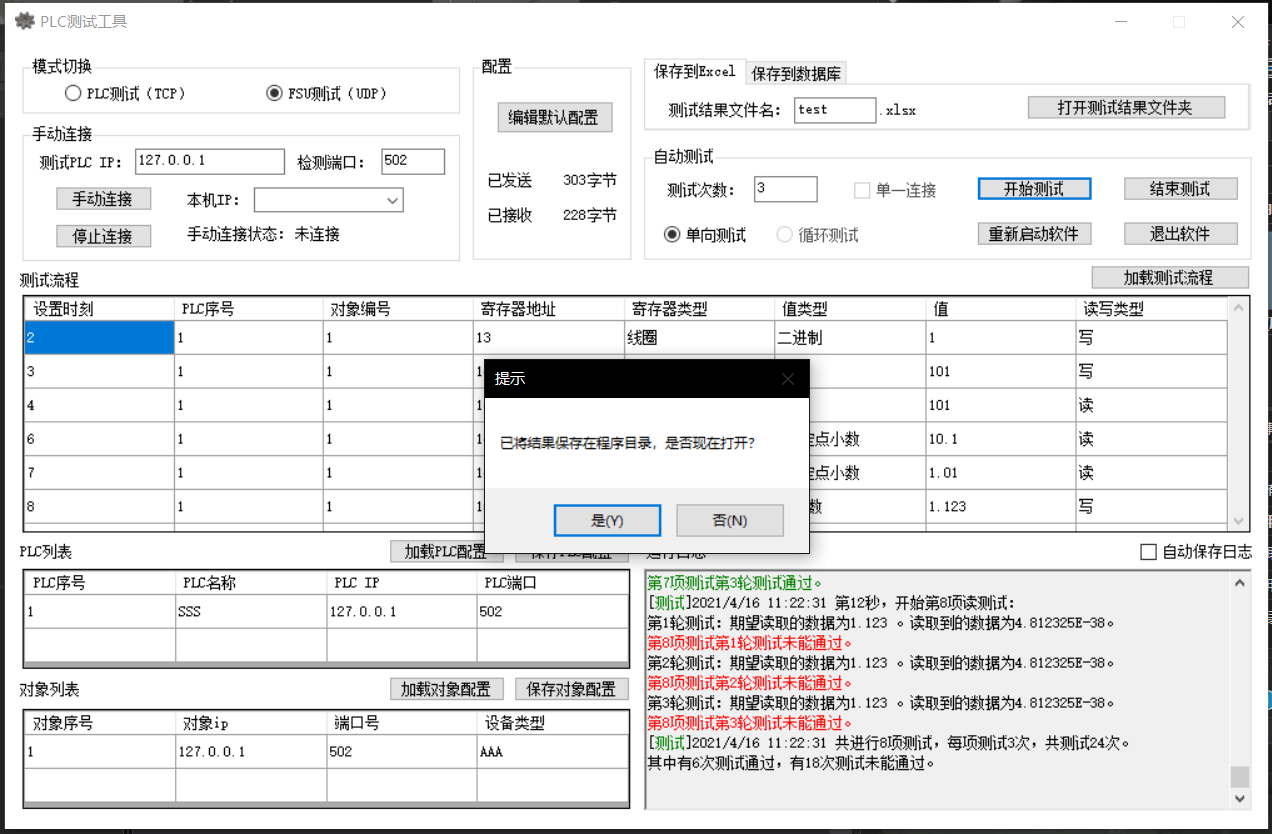 PLC测试工具
模式切换
PLC测试(TCP) FSU测试(UDP)
手动连接
测试PLC IP: 127.0.0.1 检测端口: 502
手动连接 本机IP:
停止连接 手动连接状态: 未连接
配置
编辑默认配置
已发送 303字节
已接收 228字节
保存到Excel 保存到数据库
测试结果文件名: test .xlsx 打开测试结果文件夹
自动测试
测试次数: 3 单一连接 开始测试 结束测试
单向测试 循环测试 重新启动软件 退出软件
测试流程 加载测试流程
设置时刻 PLC序号 对象编号 寄存器地址 寄存器类型 值类型 值 读写类型
2 1 1 13 线圈 二进制 1 写
3 1 1 101 写
4 1 1 101 读
6 1 1 点小数 10.1 读
7 1 1 点小数 1.01 读
8 1 1 数 1.123 写
提示
已将结果保存在程序目录，是否现在打开?
是(Y) 否(N)
PLC列表 加载PLC配置 保存PLC配置 运行日志 自动保存日志
PLC序号 PLC名称 PLC IP PLC端口
1 SSS 127.0.0.1 502
对象列表 加载对象配置 保存对象配置
对象序号 对象ip 端口号 设备类型
1 127.0.0.1 502 AAA
第7项测试第3轮测试通过。
[测试]2021/4/16 11:22:31 第12秒，开始第8项读测试:
第1轮测试: 期望读取的数据为1.123 。读取到的数据为4.812325E-38。
第8项测试第1轮测试未能通过。
第2轮测试: 期望读取的数据为1.123 。读取到的数据为4.812325E-38。
第8项测试第2轮测试未能通过。
第3轮测试: 期望读取的数据为1.123 。读取到的数据为4.812325E-38。
第8项测试第3轮测试未能通过。
[测试]2021/4/16 11:22:31 共进行8项测试，每项测试3次，共测试24次。
其中有6次测试通过，有18次测试未能通过。